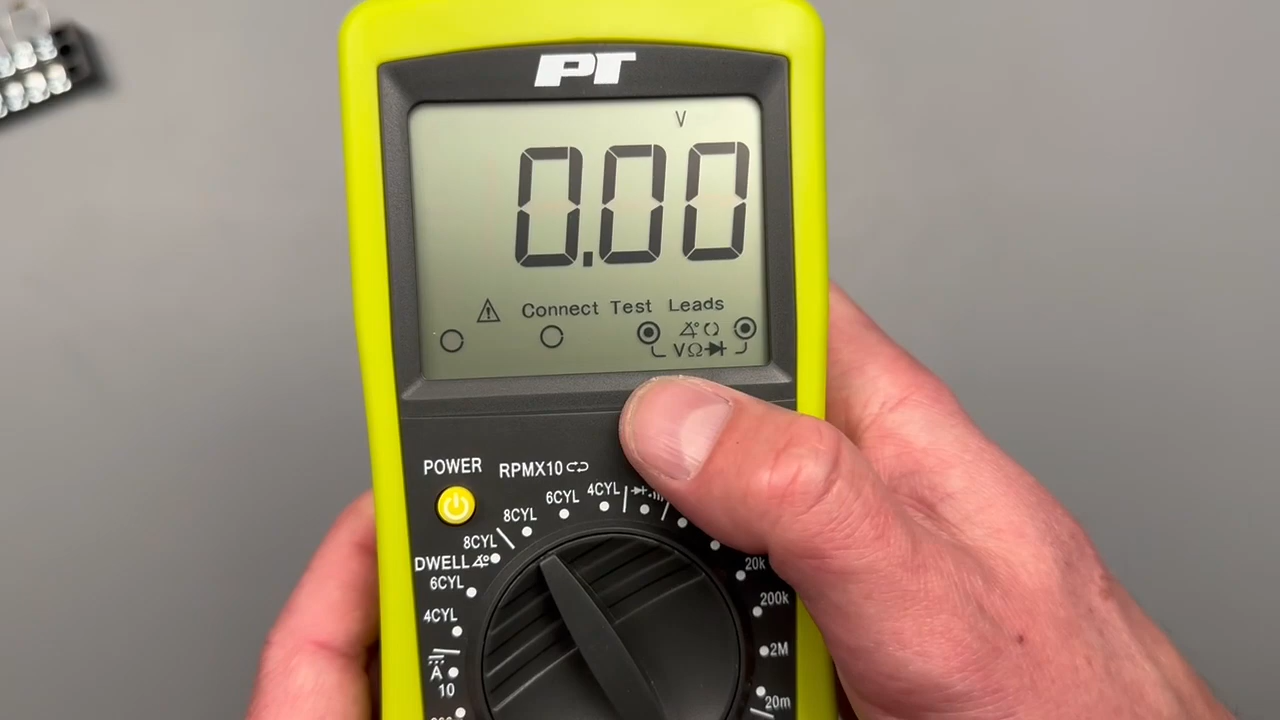 PT
V
0.00
⚠ Connect Test Leads
VΩ
POWER
RPMX10
4CYL
6CYL
8CYL
8CYL
DWELL
6CYL
4CYL
A
10
20k
200k
2M
20m